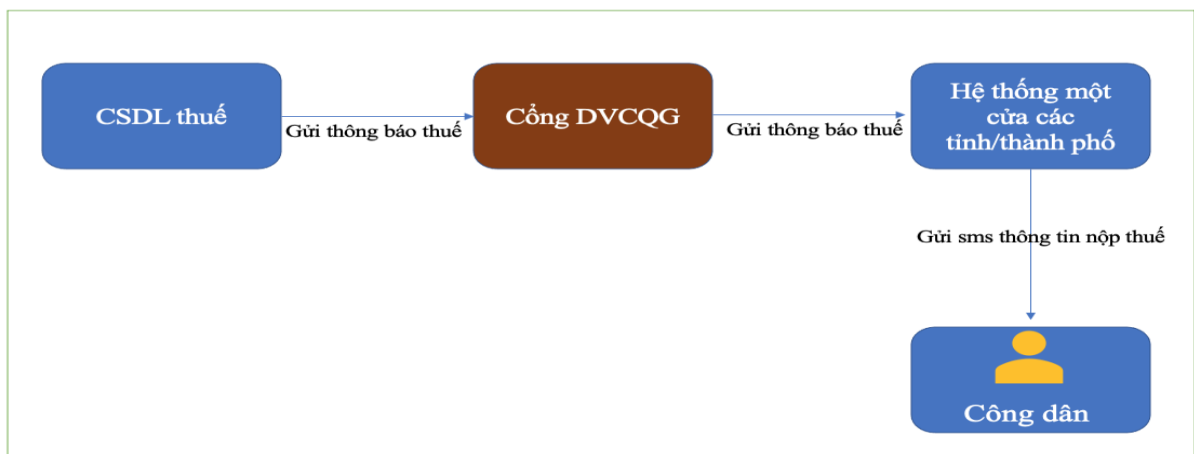 CSDL thuế
Gửi thông báo thuế
Cổng DVCQG
Gửi thông báo thuế
Hệ thống một
cửa các
tỉnh/thành phố
Gửi sms thông tin nộp thuế
Công dân